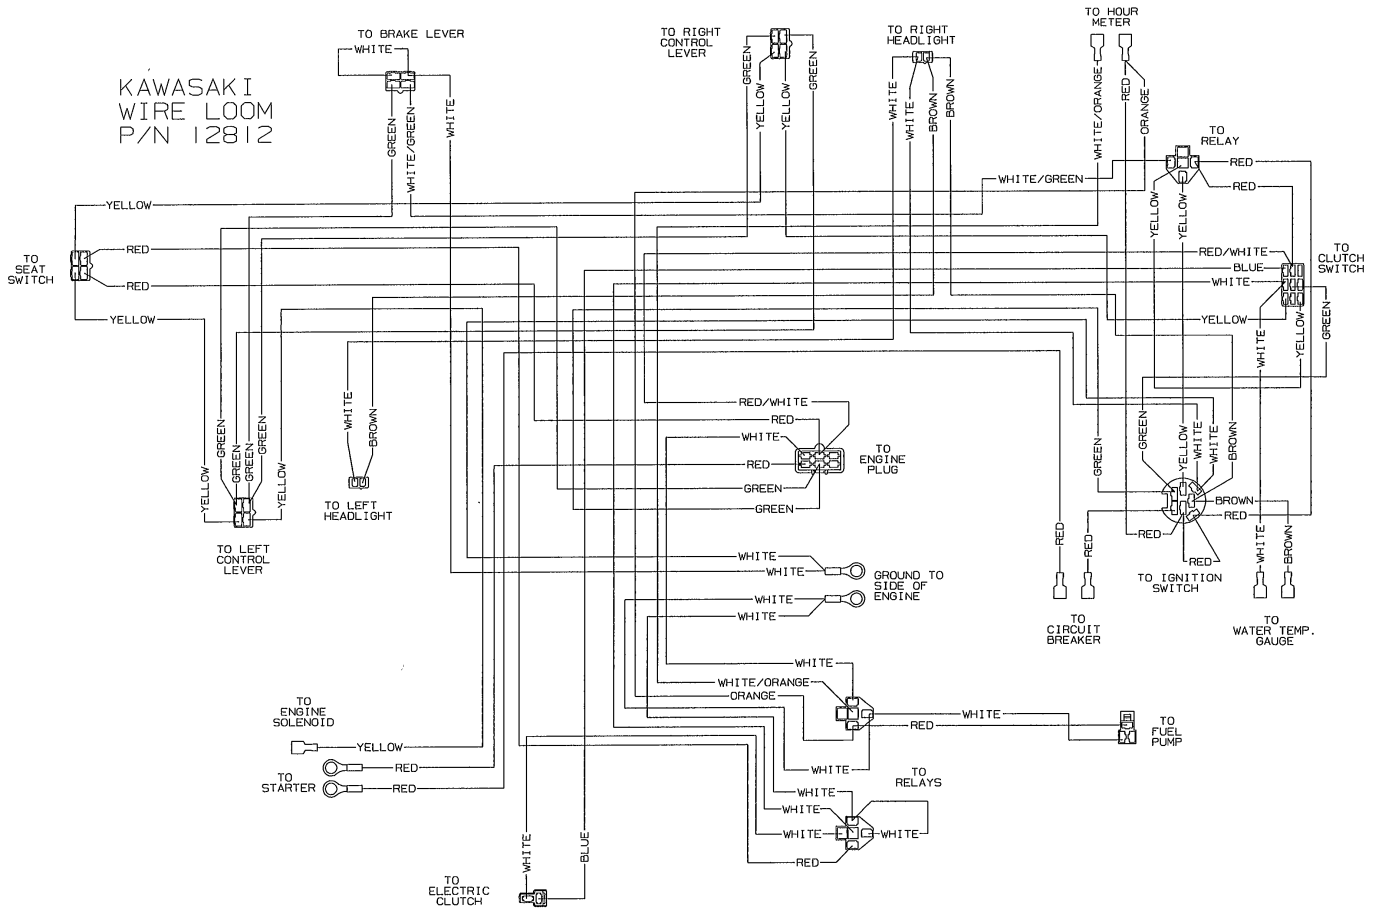 TO HOUR
METER
TO BRAKE LEVER
TO RIGHT
CONTROL
LEVER
TO RIGHT
HEADLIGHT
WHITE
KAWASAKI
WIRE LOOM
P/N 12812
GREEN
WHITE/GREEN
WHITE
GREEN
YELLOW
YELLOW
GREEN
WHITE
WHITE
BROWN
BROWN
WHITE/ORANGE
RED
ORANGE
TO
RELAY
RED
RED
WHITE/GREEN
YELLOW
YELLOW
YELLOW
RED
TO
SEAT
SWITCH
RED
YELLOW
RED/WHITE
BLUE
WHITE
YELLOW
TO
CLUTCH
SWITCH
WHITE
YELLOW
GREEN
RED/WHITE
RED
WHITE
RED
GREEN
GREEN
TO
ENGINE
PLUG
WHITE
BROWN
TO LEFT
HEADLIGHT
YELLOW
GREEN
GREEN
GREEN
GREEN
YELLOW
TO LEFT
CONTROL
LEVER
GREEN
GREEN
YELLOW
WHITE
WHITE
BROWN
BROWN
RED
RED
RED
TO IGNITION
SWITCH
RED
RED
TO
CIRCUIT
BREAKER
WHITE
BROWN
TO
WATER TEMP.
GAUGE
WHITE
WHITE
WHITE
WHITE
GROUND TO
SIDE OF
ENGINE
WHITE
WHITE/ORANGE
ORANGE
WHITE
RED
TO
FUEL
PUMP
WHITE
TO
RELAYS
WHITE
WHITE
WHITE
WHITE
RED
TO
ENGINE
SOLENOID
YELLOW
RED
TO
STARTER
RED
WHITE
BLUE
TO
ELECTRIC
CLUTCH